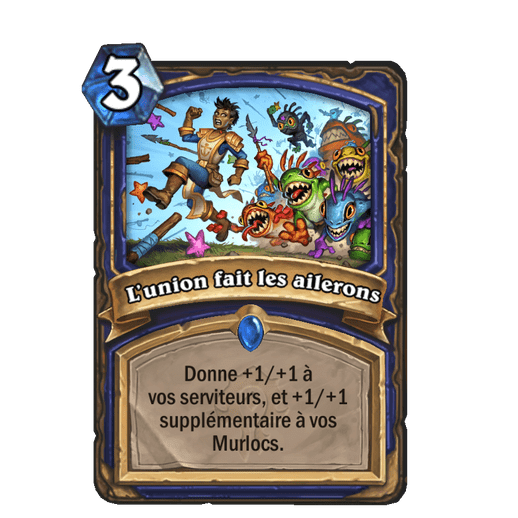 3
L'union fait les ailerons
Donne +1/+1 à
vos serviteurs, et +1/+1
supplémentaire à vos
Murlocs.